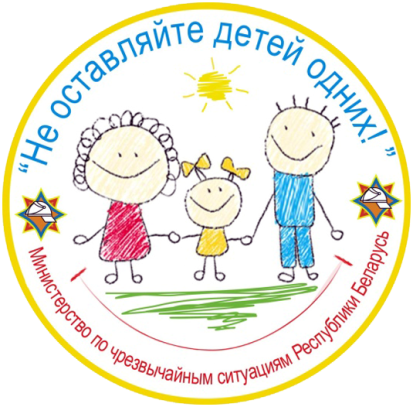 “Не оставляйте детей одних!”
Министерство по чрезвычайным ситуациям Республики Беларусь